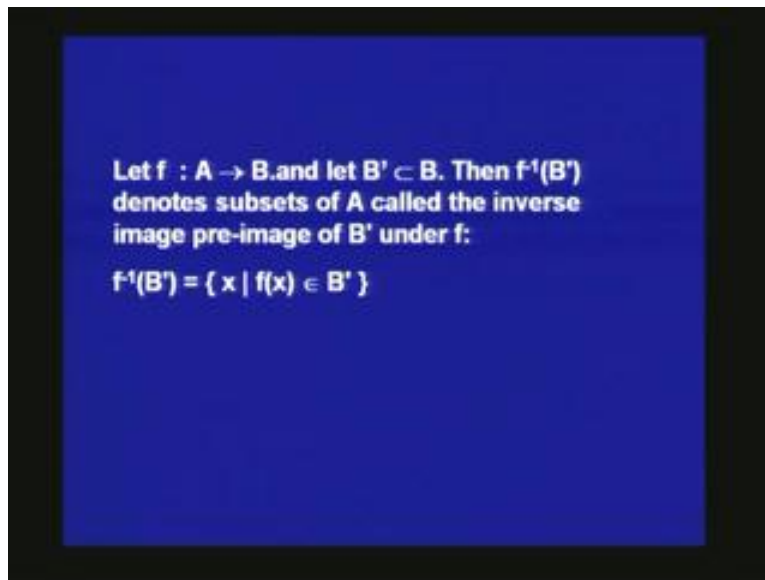 Let f : A → B.and let B' ⊂ B. Then f⁻¹(B')
denotes subsets of A called the inverse
image pre-image of B' under f:
f⁻¹(B') = { x | f(x) ∈ B' }